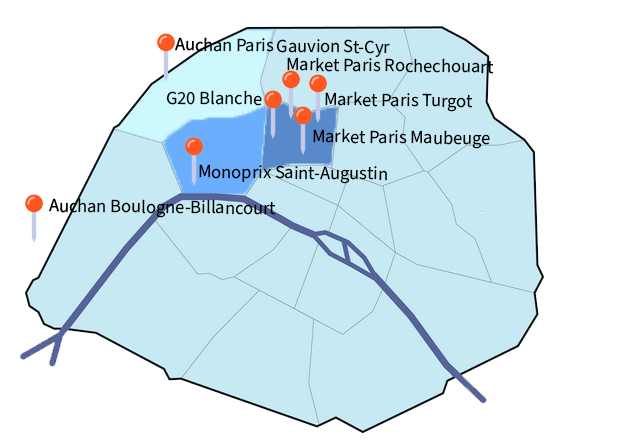 Auchan Paris Gauvion St-Cyr
Market Paris Rochechouart
G20 Blanche
Market Paris Turgot
Market Paris Maubeuge
Monoprix Saint-Augustin
Auchan Boulogne-Billancourt